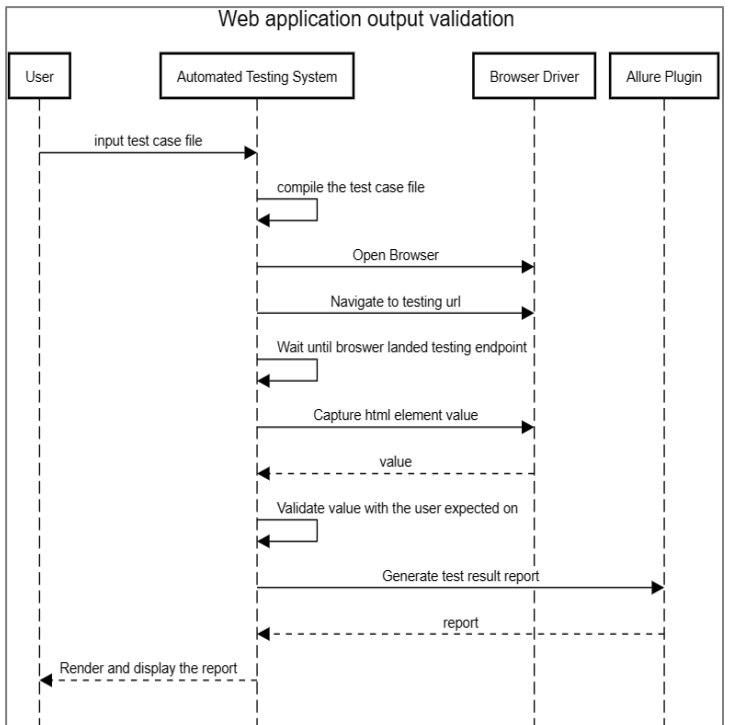 Web application output validation
User
Automated Testing System
Browser Driver
Allure Plugin
input test case file
compile the test case file
Open Browser
Navigate to testing url
Wait until broswer landed testing endpoint
Capture html element value
value
Validate value with the user expected on
Generate test result report
report
Render and display the report